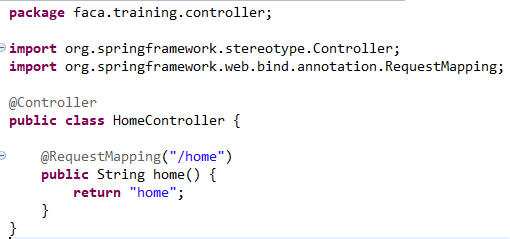 package faca.training.controller;
import org.springframework.stereotype.Controller;
import org.springframework.web.bind.annotation.RequestMapping;
@Controller
public class HomeController {
@RequestMapping("/home")
public String home() {
return "home";
}
}